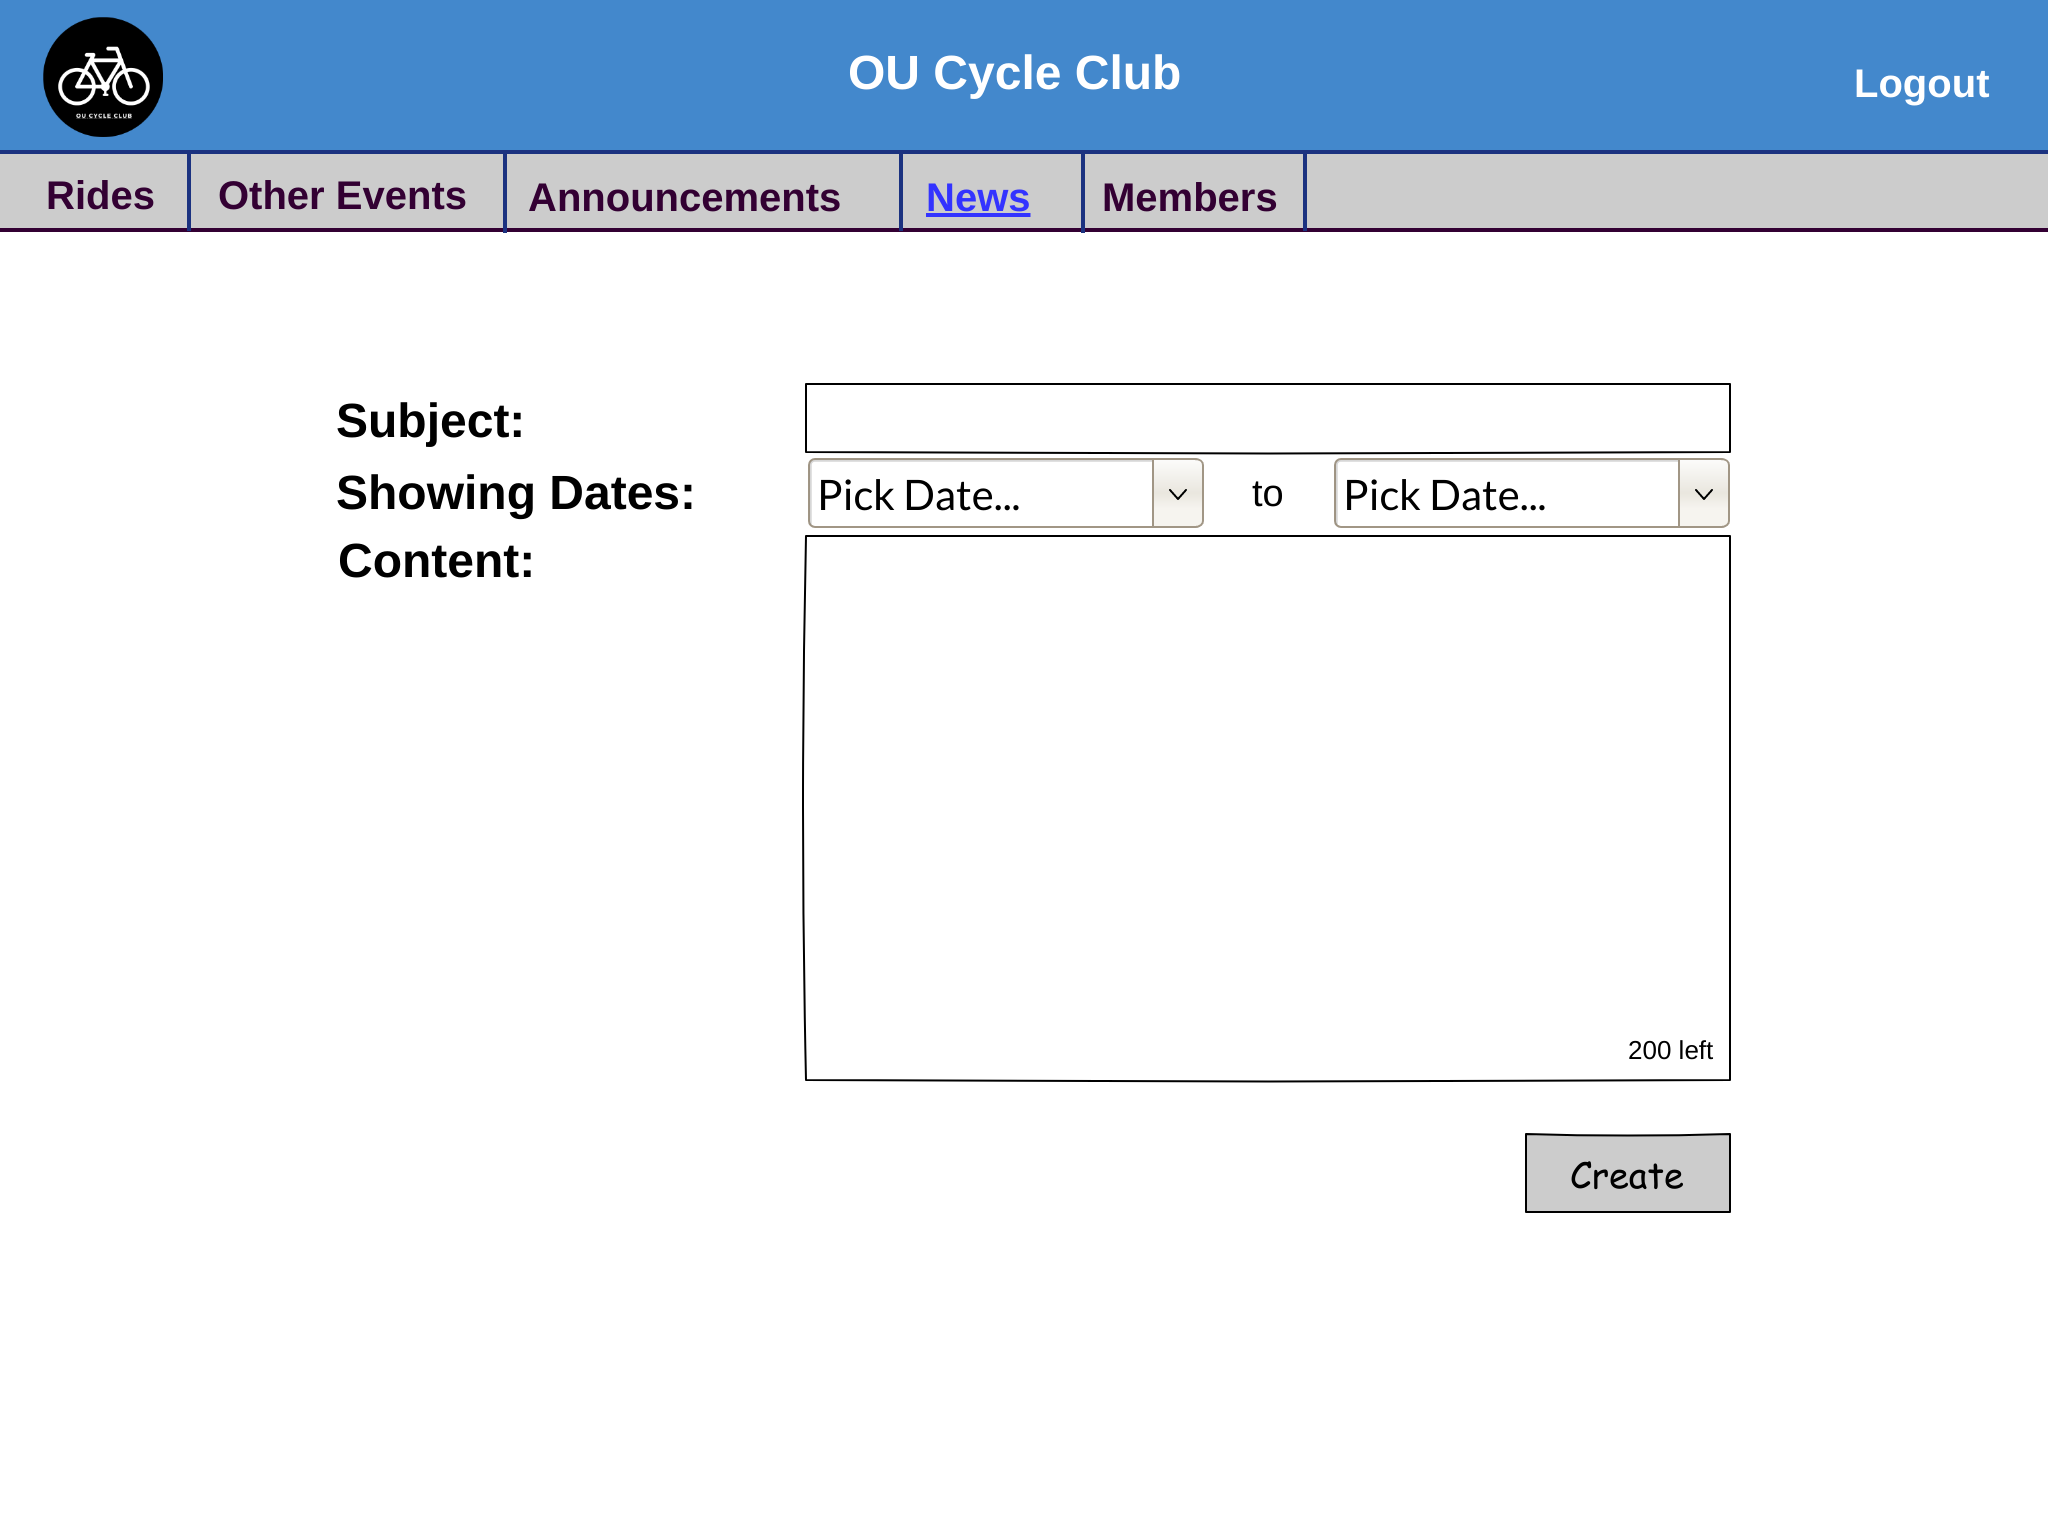 OU Cycle Club
Logout
OU CYCLE CLUB
Rides Other Events Announcements News Members
Subject:
Showing Dates: Pick Date... to Pick Date...
Content:
200 left
Create